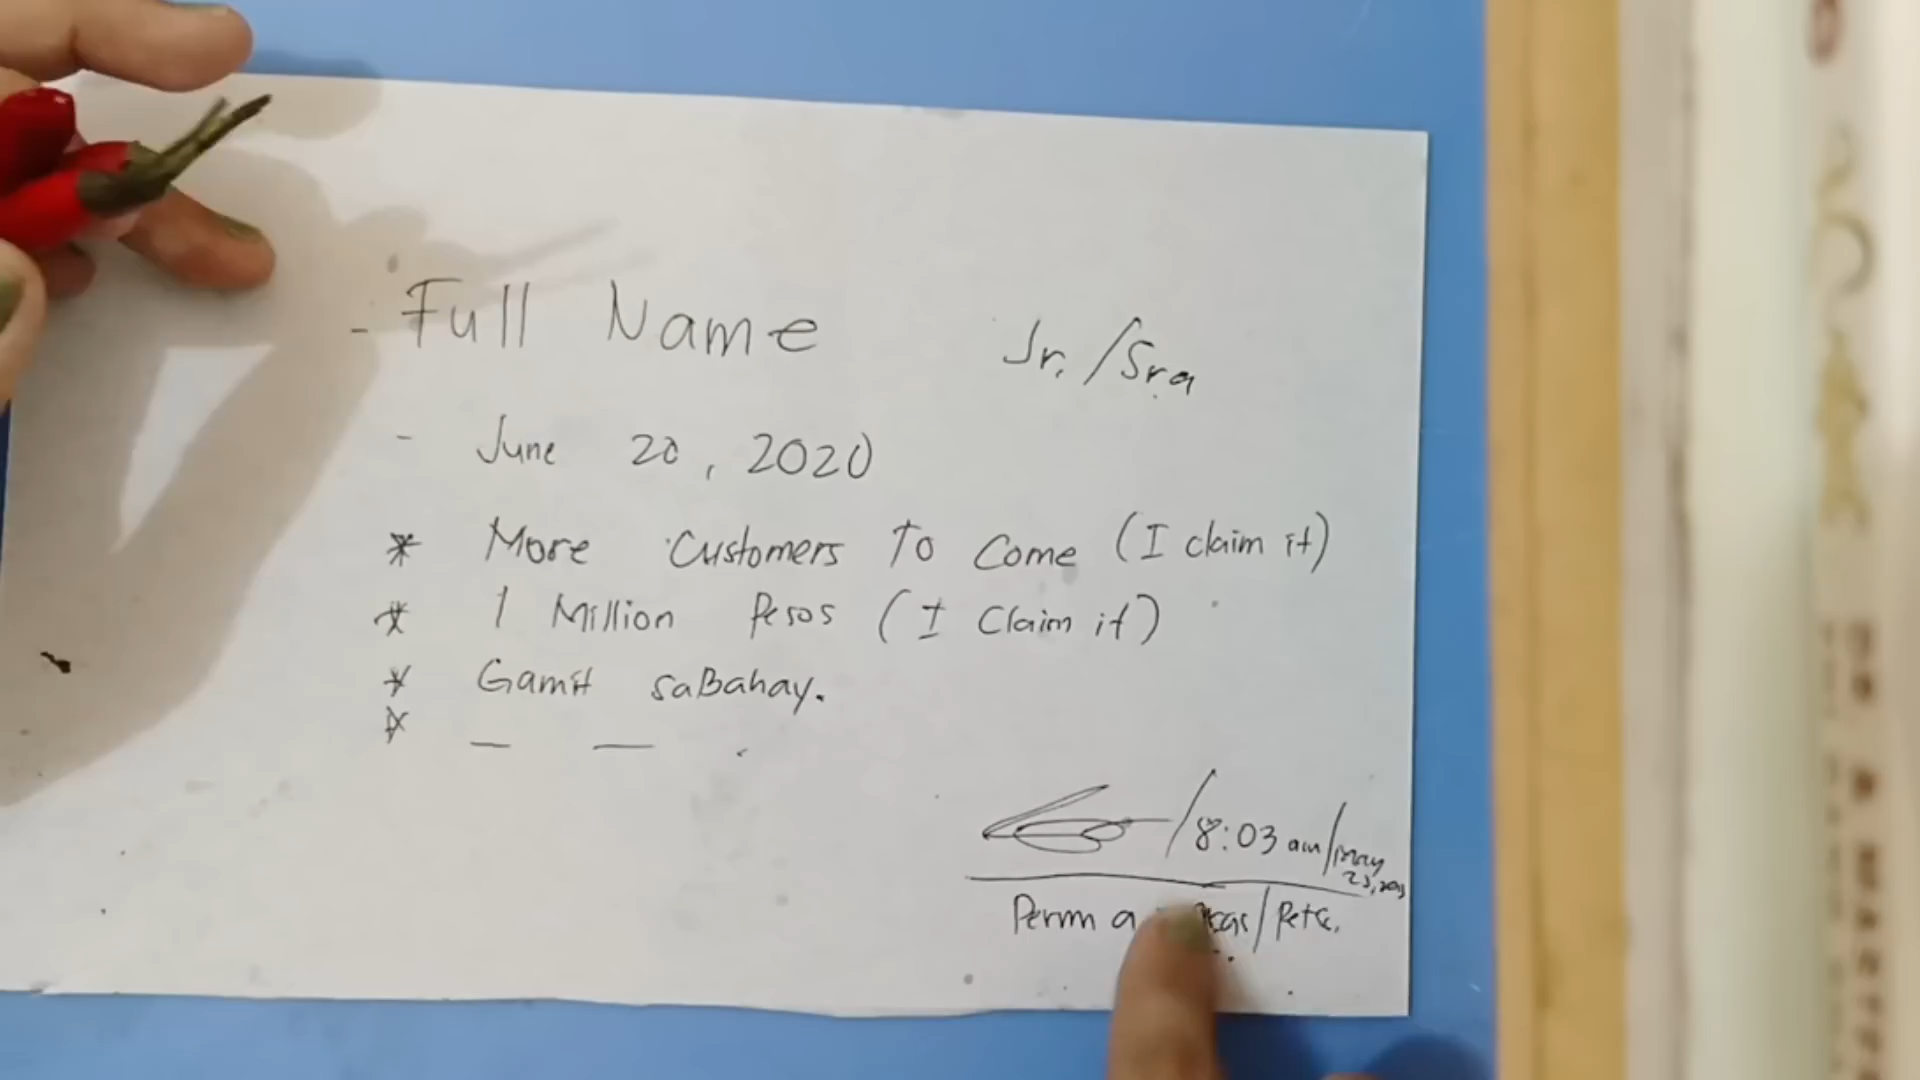 - Full Name Jr./Sra
- June 20, 2020
* More Customers To Come (I claim it)
* 1 Million Pesos (I Claim it)
* Gamit saBahay.
* — — .
/8:03 am/may
Perm a